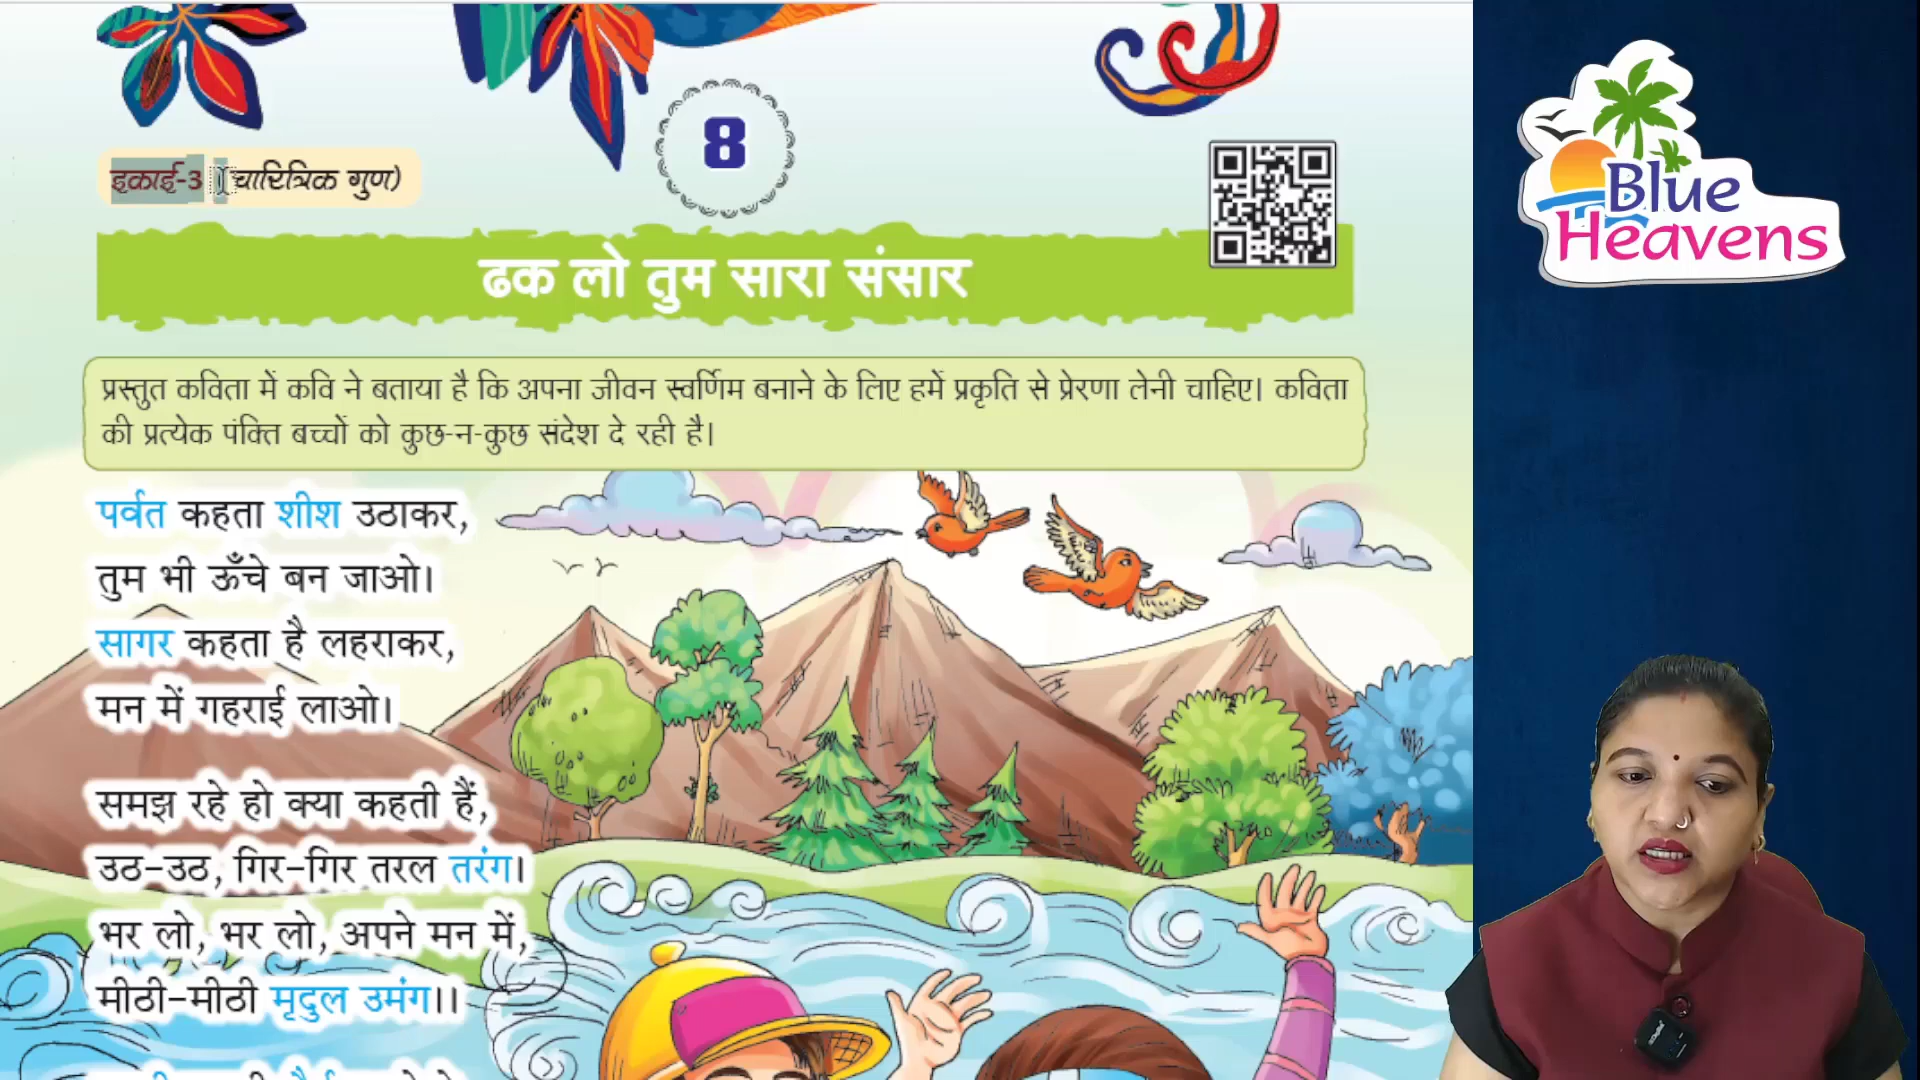 8
इकाई-3 (चारित्रिक गुण)
ढक लो तुम सारा संसार
प्रस्तुत कविता में कवि ने बताया है कि अपना जीवन स्वर्णिम बनाने के लिए हमें प्रकृति से प्रेरणा लेनी चाहिए। कविता
की प्रत्येक पंक्ति बच्चों को कुछ-न-कुछ संदेश दे रही है।
पर्वत कहता शीश उठाकर,
तुम भी ऊँचे बन जाओ।
सागर कहता है लहराकर,
मन में गहराई लाओ।
समझ रहे हो क्या कहती हैं,
उठ-उठ, गिर-गिर तरल तरंग।
भर लो, भर लो, अपने मन में,
मीठी-मीठी मृदुल उमंग।।
Blue
Heavens